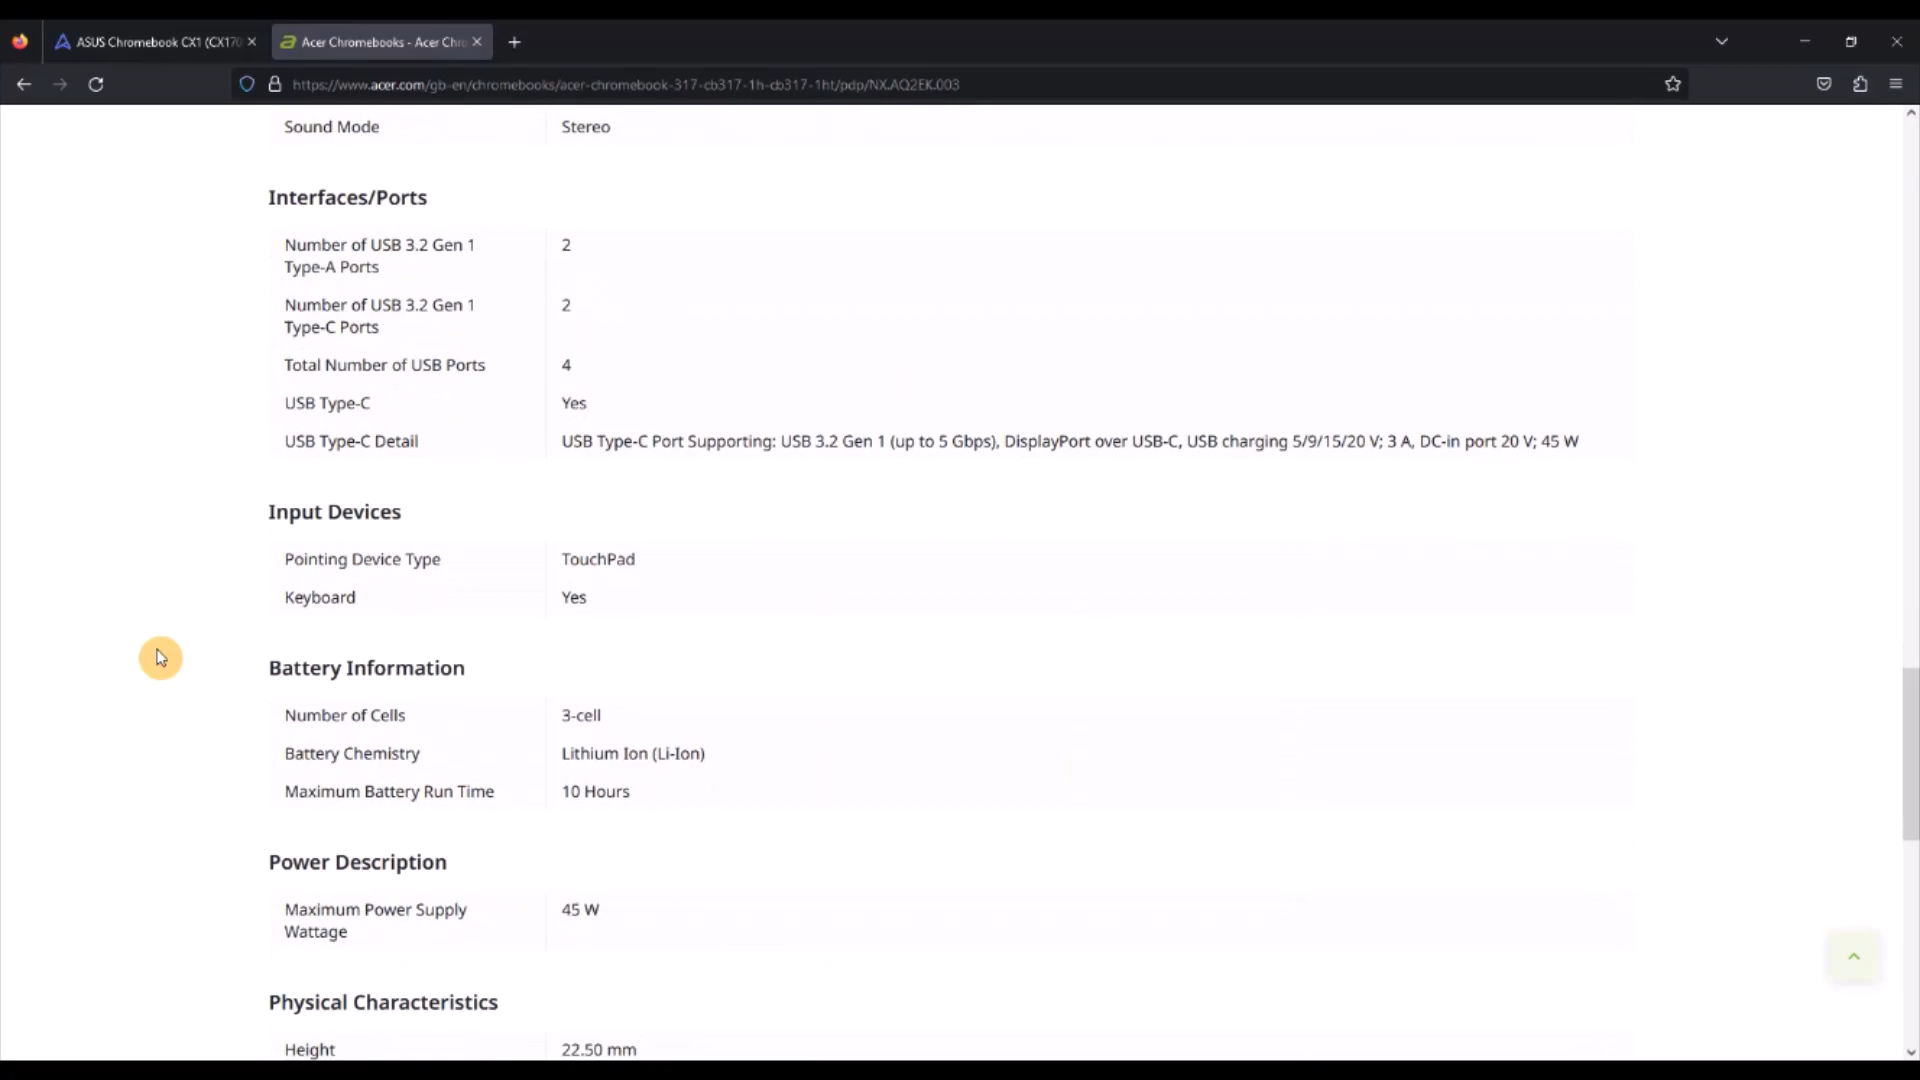 ASUS Chromebook CX1 (CX170
Acer Chromebooks - Acer Chro
https://www.acer.com/gb-en/chromebooks/acer-chromebook-317-cb317-1h-cb317-1ht/pdp/NX.AQ2EK.003
Sound Mode Stereo
Interfaces/Ports
Number of USB 3.2 Gen 1 2
Type-A Ports
Number of USB 3.2 Gen 1 2
Type-C Ports
Total Number of USB Ports 4
USB Type-C Yes
USB Type-C Detail USB Type-C Port Supporting: USB 3.2 Gen 1 (up to 5 Gbps), DisplayPort over USB-C, USB charging 5/9/15/20 V; 3 A, DC-in port 20 V; 45 W
Input Devices
Pointing Device Type TouchPad
Keyboard Yes
Battery Information
Number of Cells 3-cell
Battery Chemistry Lithium Ion (Li-Ion)
Maximum Battery Run Time 10 Hours
Power Description
Maximum Power Supply 45 W
Wattage
Physical Characteristics
Height 22.50 mm